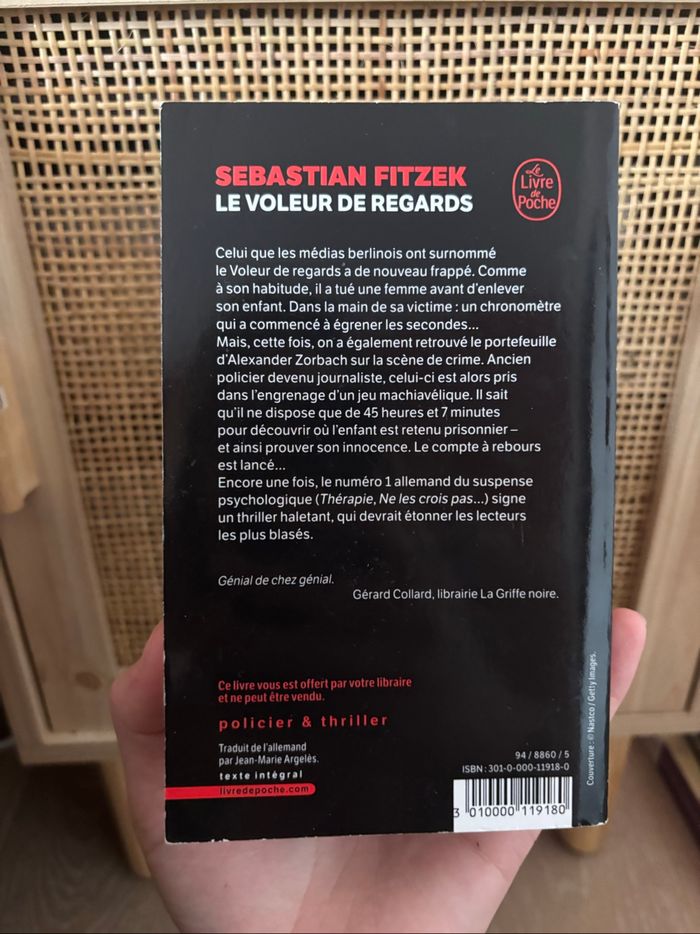 SEBASTIAN FITZEK
LE VOLEUR DE REGARDS
Le
Livre
de
Poche
Celui que les médias berlinois ont surnommé
le Voleur de regards a de nouveau frappé. Comme
à son habitude, il a tué une femme avant d'enlever
son enfant. Dans la main de sa victime : un chronomètre
qui a commencé à égrener les secondes...
Mais, cette fois, on a également retrouvé le portefeuille
d'Alexander Zorbach sur la scène de crime. Ancien
policier devenu journaliste, celui-ci est alors pris
dans l'engrenage d'un jeu machiavélique. Il sait
qu'il ne dispose que de 45 heures et 7 minutes
pour découvrir où l'enfant est retenu prisonnier –
et ainsi prouver son innocence. Le compte à rebours
est lancé...
Encore une fois, le numéro 1 allemand du suspense
psychologique (Thérapie, Ne les crois pas...) signe
un thriller haletant, qui devrait étonner les lecteurs
les plus blasés.
Génial de chez génial.
Gérard Collard, librairie La Griffe noire.
Ce livre vous est offert par votre libraire
et ne peut être vendu.
policier & thriller
Traduit de l'allemand
par Jean-Marie Argelès.
texte intégral
livredepoche.com
94 / 8860 / 5
ISBN : 301-0-000-11918-0
3 010000 119180
Couverture : © Nastco / Getty Images.